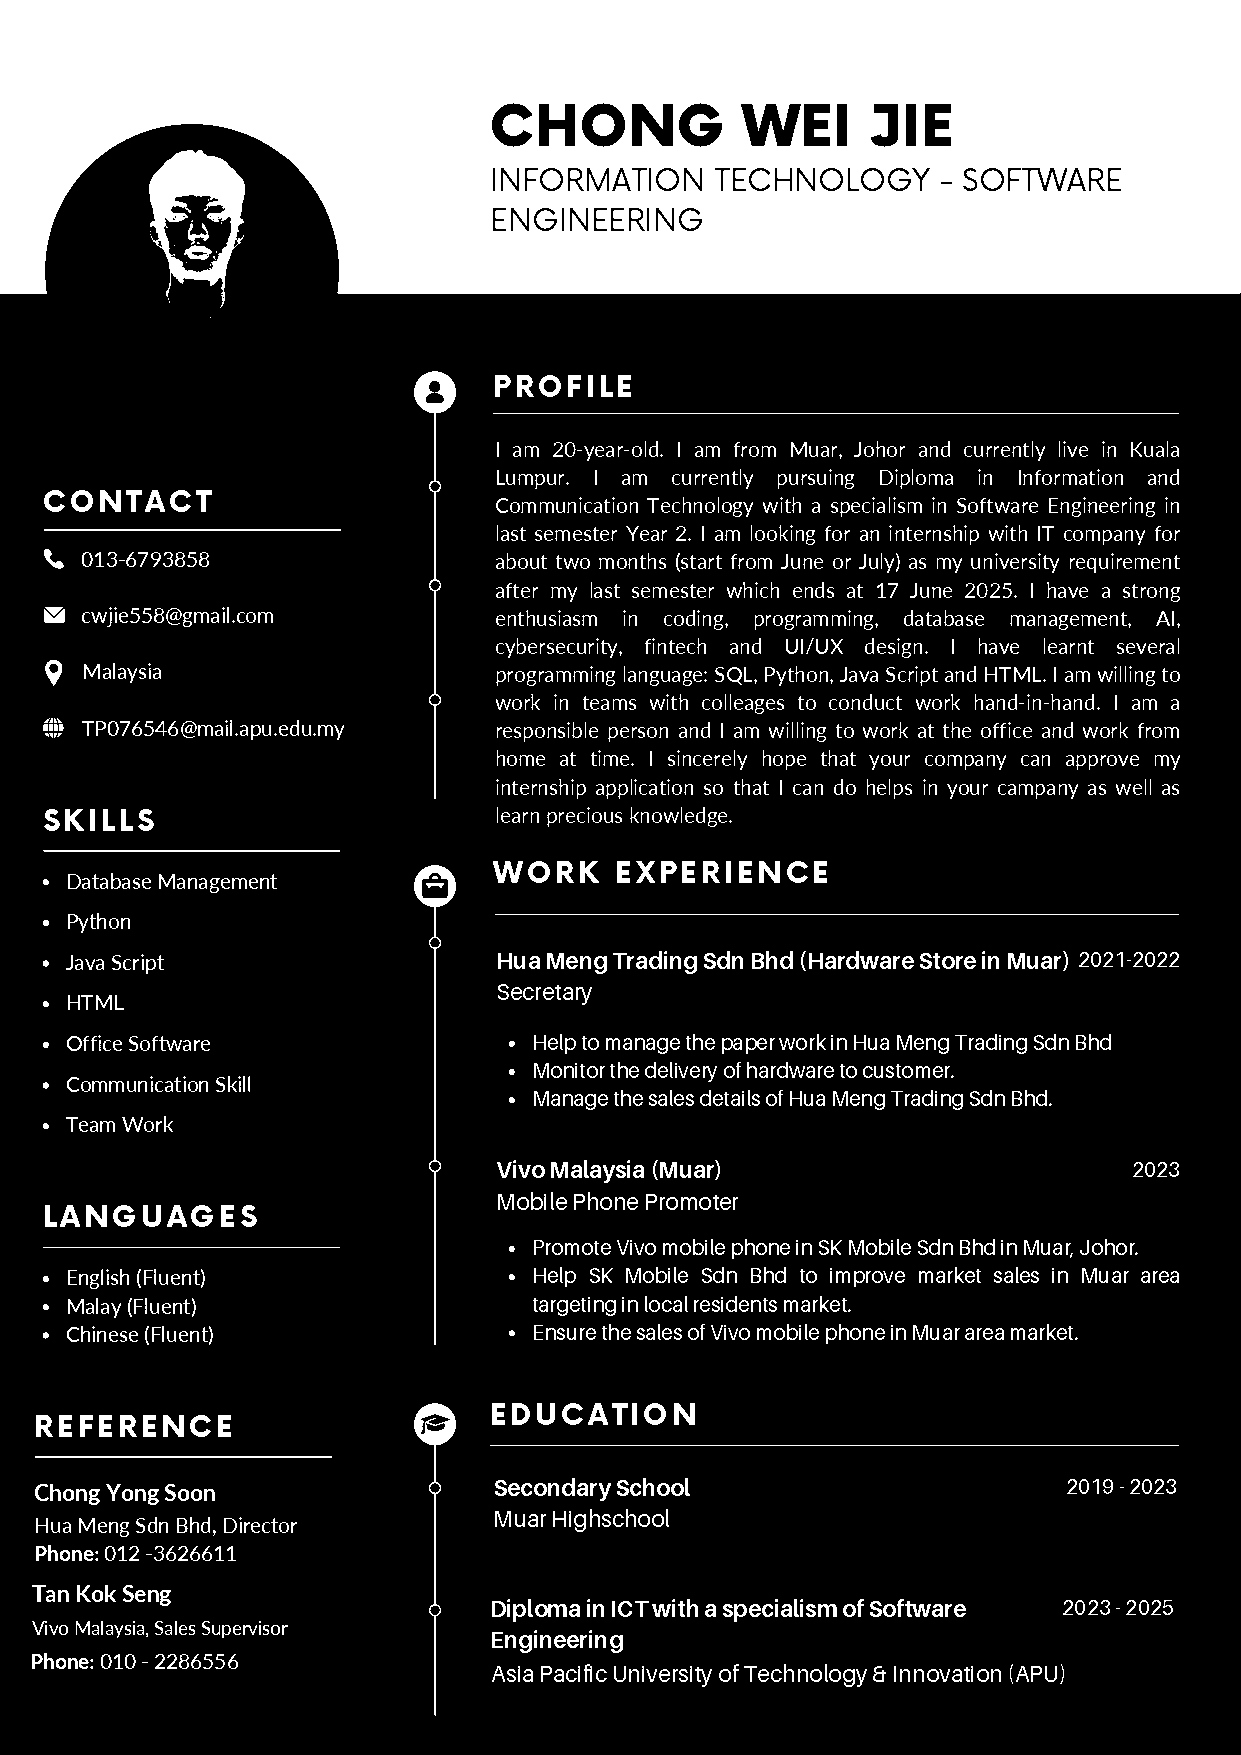 CHONG WEI JIE
INFORMATION TECHNOLOGY - SOFTWARE
ENGINEERING
CONTACT
013-6793858
cwjie558@gmail.com
Malaysia
TP076546@mail.apu.edu.my
SKILLS
• Database Management
• Python
• Java Script
• HTML
• Office Software
• Communication Skill
• Team Work
LANGUAGES
• English (Fluent)
• Malay (Fluent)
• Chinese (Fluent)
REFERENCE
Chong Yong Soon
Hua Meng Sdn Bhd, Director
Phone: 012 -3626611
Tan Kok Seng
Vivo Malaysia, Sales Supervisor
Phone: 010 - 2286556
PROFILE
I am 20-year-old. I am from Muar, Johor and currently live in Kuala
Lumpur. I am currently pursuing Diploma in Information and
Communication Technology with a specialism in Software Engineering in
last semester Year 2. I am looking for an internship with IT company for
about two months (start from June or July) as my university requirement
after my last semester which ends at 17 June 2025. I have a strong
enthusiasm in coding, programming, database management, AI,
cybersecurity, fintech and UI/UX design. I have learnt several
programming language: SQL, Python, Java Script and HTML. I am willing to
work in teams with colleages to conduct work hand-in-hand. I am a
responsible person and I am willing to work at the office and work from
home at time. I sincerely hope that your company can approve my
internship application so that I can do helps in your campany as well as
learn precious knowledge.
WORK EXPERIENCE
Hua Meng Trading Sdn Bhd (Hardware Store in Muar) 2021-2022
Secretary
• Help to manage the paper work in Hua Meng Trading Sdn Bhd
• Monitor the delivery of hardware to customer.
• Manage the sales details of Hua Meng Trading Sdn Bhd.
Vivo Malaysia (Muar) 2023
Mobile Phone Promoter
• Promote Vivo mobile phone in SK Mobile Sdn Bhd in Muar, Johor.
• Help SK Mobile Sdn Bhd to improve market sales in Muar area
targeting in local residents market.
• Ensure the sales of Vivo mobile phone in Muar area market.
EDUCATION
Secondary School 2019 - 2023
Muar Highschool
Diploma in ICT with a specialism of Software 2023 - 2025
Engineering
Asia Pacific University of Technology & Innovation (APU)